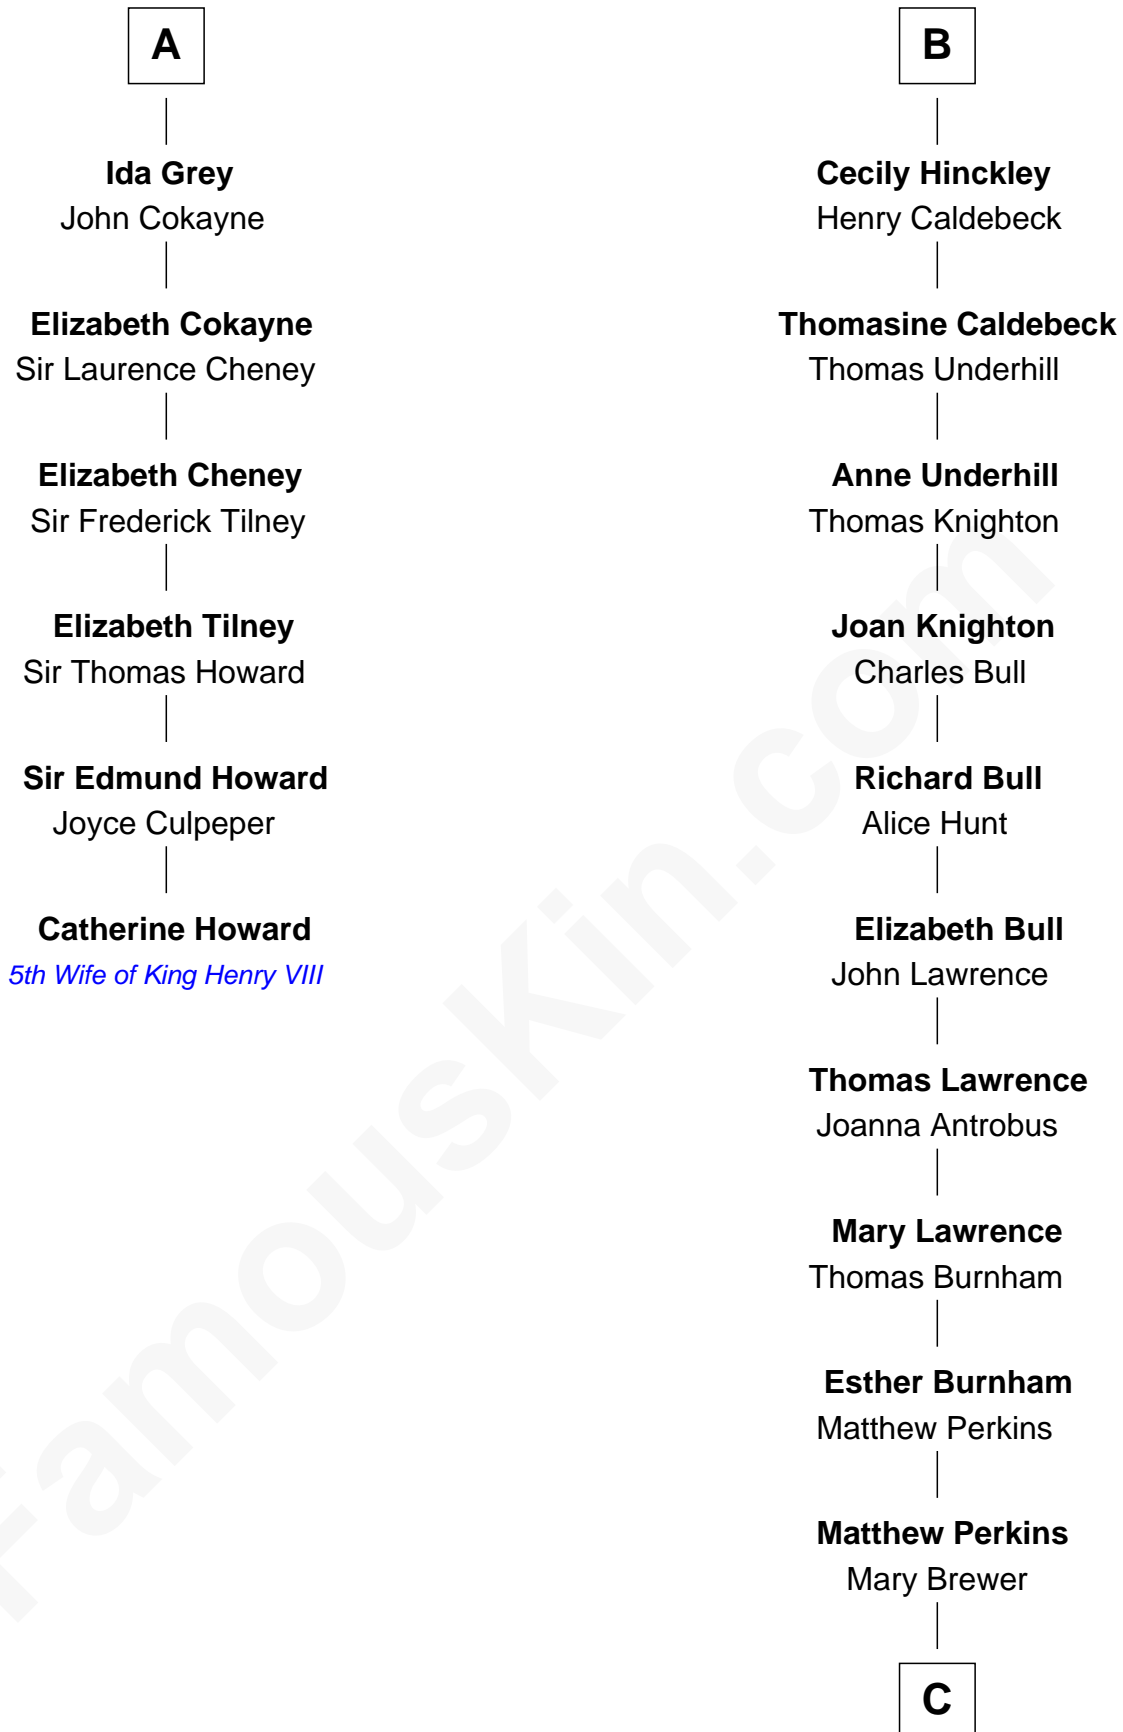 A
Ida Grey
John Cokayne
Elizabeth Cokayne
Sir Laurence Cheney
Elizabeth Cheney
Sir Frederick Tilney
Elizabeth Tilney
Sir Thomas Howard
Sir Edmund Howard
Joyce Culpeper
Catherine Howard
5th Wife of King Henry VIII
B
Cecily Hinckley
Henry Caldebeck
Thomasine Caldebeck
Thomas Underhill
Anne Underhill
Thomas Knighton
Joan Knighton
Charles Bull
Richard Bull
Alice Hunt
Elizabeth Bull
John Lawrence
Thomas Lawrence
Joanna Antrobus
Mary Lawrence
Thomas Burnham
Esther Burnham
Matthew Perkins
Matthew Perkins
Mary Brewer
C
FamousKin.com